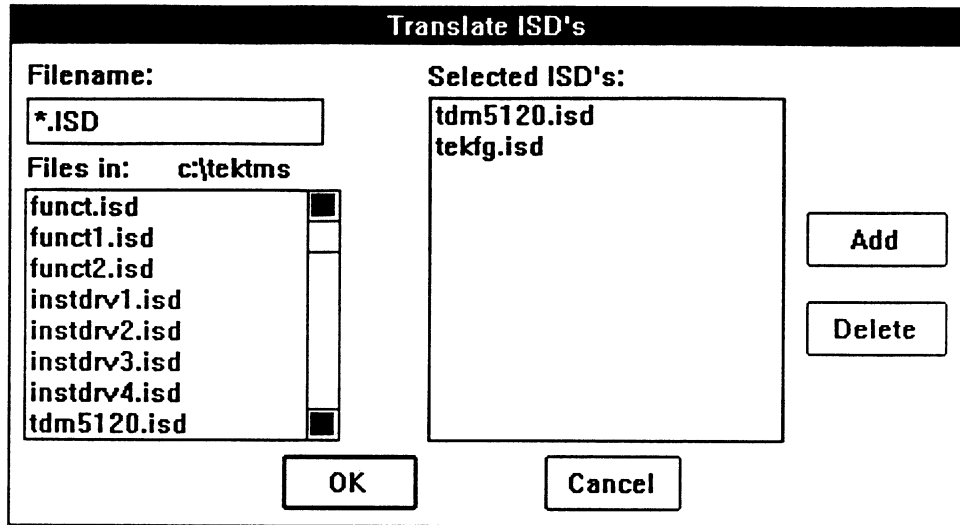 Translate ISD's
Filename:
*.ISD
Files in: c:\tektms
funct.isd
funct1.isd
funct2.isd
instdrv1.isd
instdrv2.isd
instdrv3.isd
instdrv4.isd
tdm5120.isd
Selected ISD's:
tdm5120.isd
tekfg.isd
Add
Delete
OK
Cancel